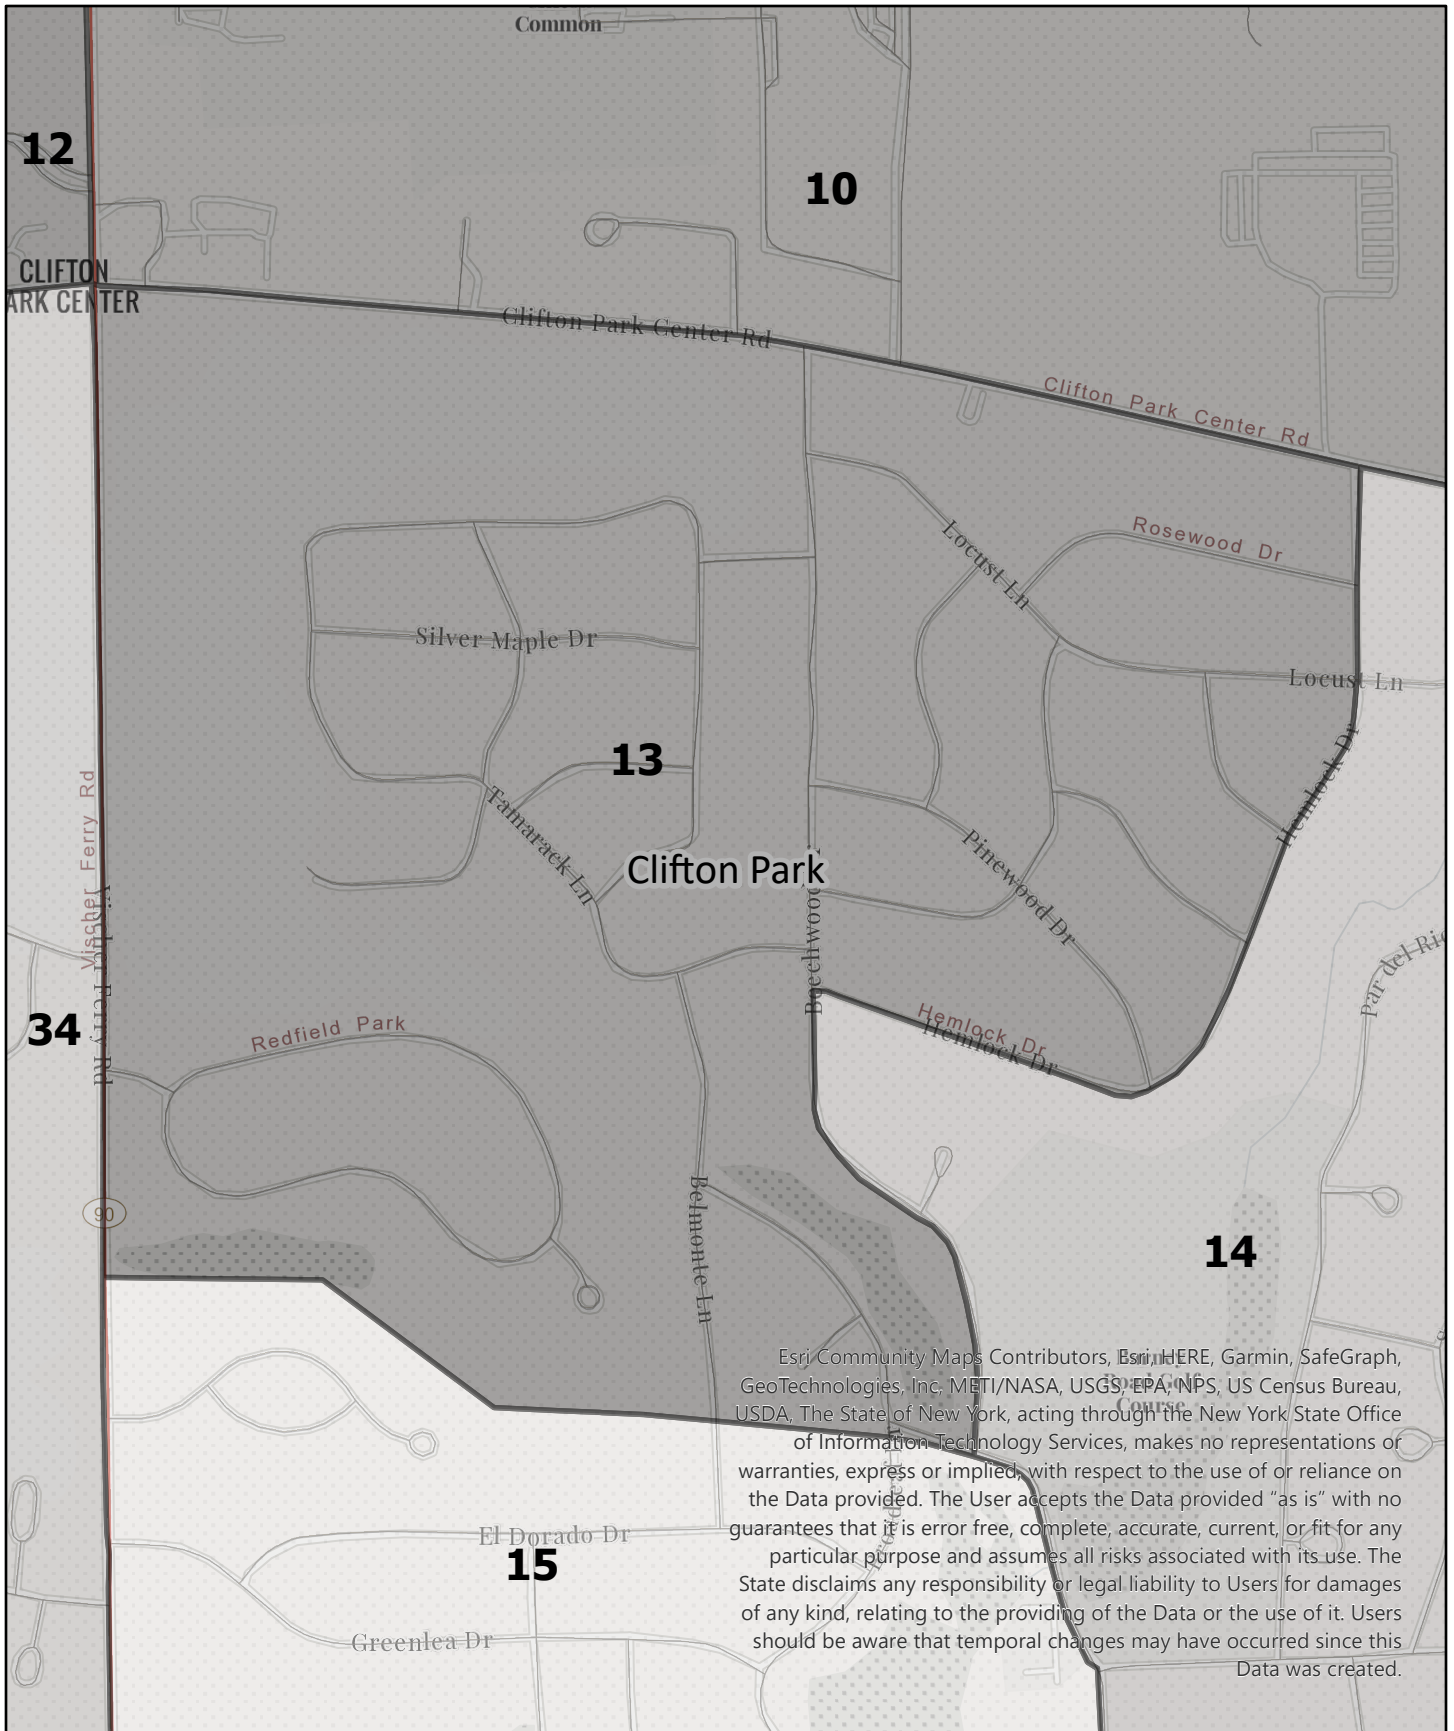 Common
12
10
CLIFTON
ARK CENTER
Clifton Park Center Rd
Clifton Park Center Rd
Rosewood Dr
Locust Ln
Silver Maple Dr
Locust Ln
13
Hemlock Dr
Tamarack Ln
Pinewood Dr
Clifton Park
Vischer Ferry Rd
Vischer Ferry Rd
Par del Rio
34
Redfield Park
Hemlock Dr
Hemlock Dr
90
Belmonte Ln
14
Esri Community Maps Contributors, Esri, HERE, Garmin, SafeGraph,
GeoTechnologies, Inc, METI/NASA, USGS, EPA, NPS, US Census Bureau,
USDA, The State of New York, acting through the New York State Office
of Information Technology Services, makes no representations or
warranties, express or implied, with respect to the use of or reliance on
the Data provided. The User accepts the Data provided “as is” with no
guarantees that it is error free, complete, accurate, current, or fit for any
particular purpose and assumes all risks associated with its use. The
State disclaims any responsibility or legal liability to Users for damages
of any kind, relating to the providing of the Data or the use of it. Users
should be aware that temporal changes may have occurred since this
Data was created.
Road Golf
Course
El Dorado Dr
15
Greenlea Dr